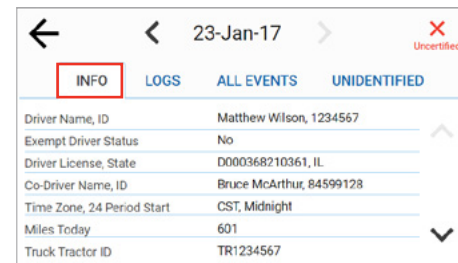 23-Jan-17
Uncertified
INFO LOGS ALL EVENTS UNIDENTIFIED
Driver Name, ID Matthew Wilson, 1234567
Exempt Driver Status No
Driver License, State D000368210361, IL
Co-Driver Name, ID Bruce McArthur, 84599128
Time Zone, 24 Period Start CST, Midnight
Miles Today 601
Truck Tractor ID TR1234567